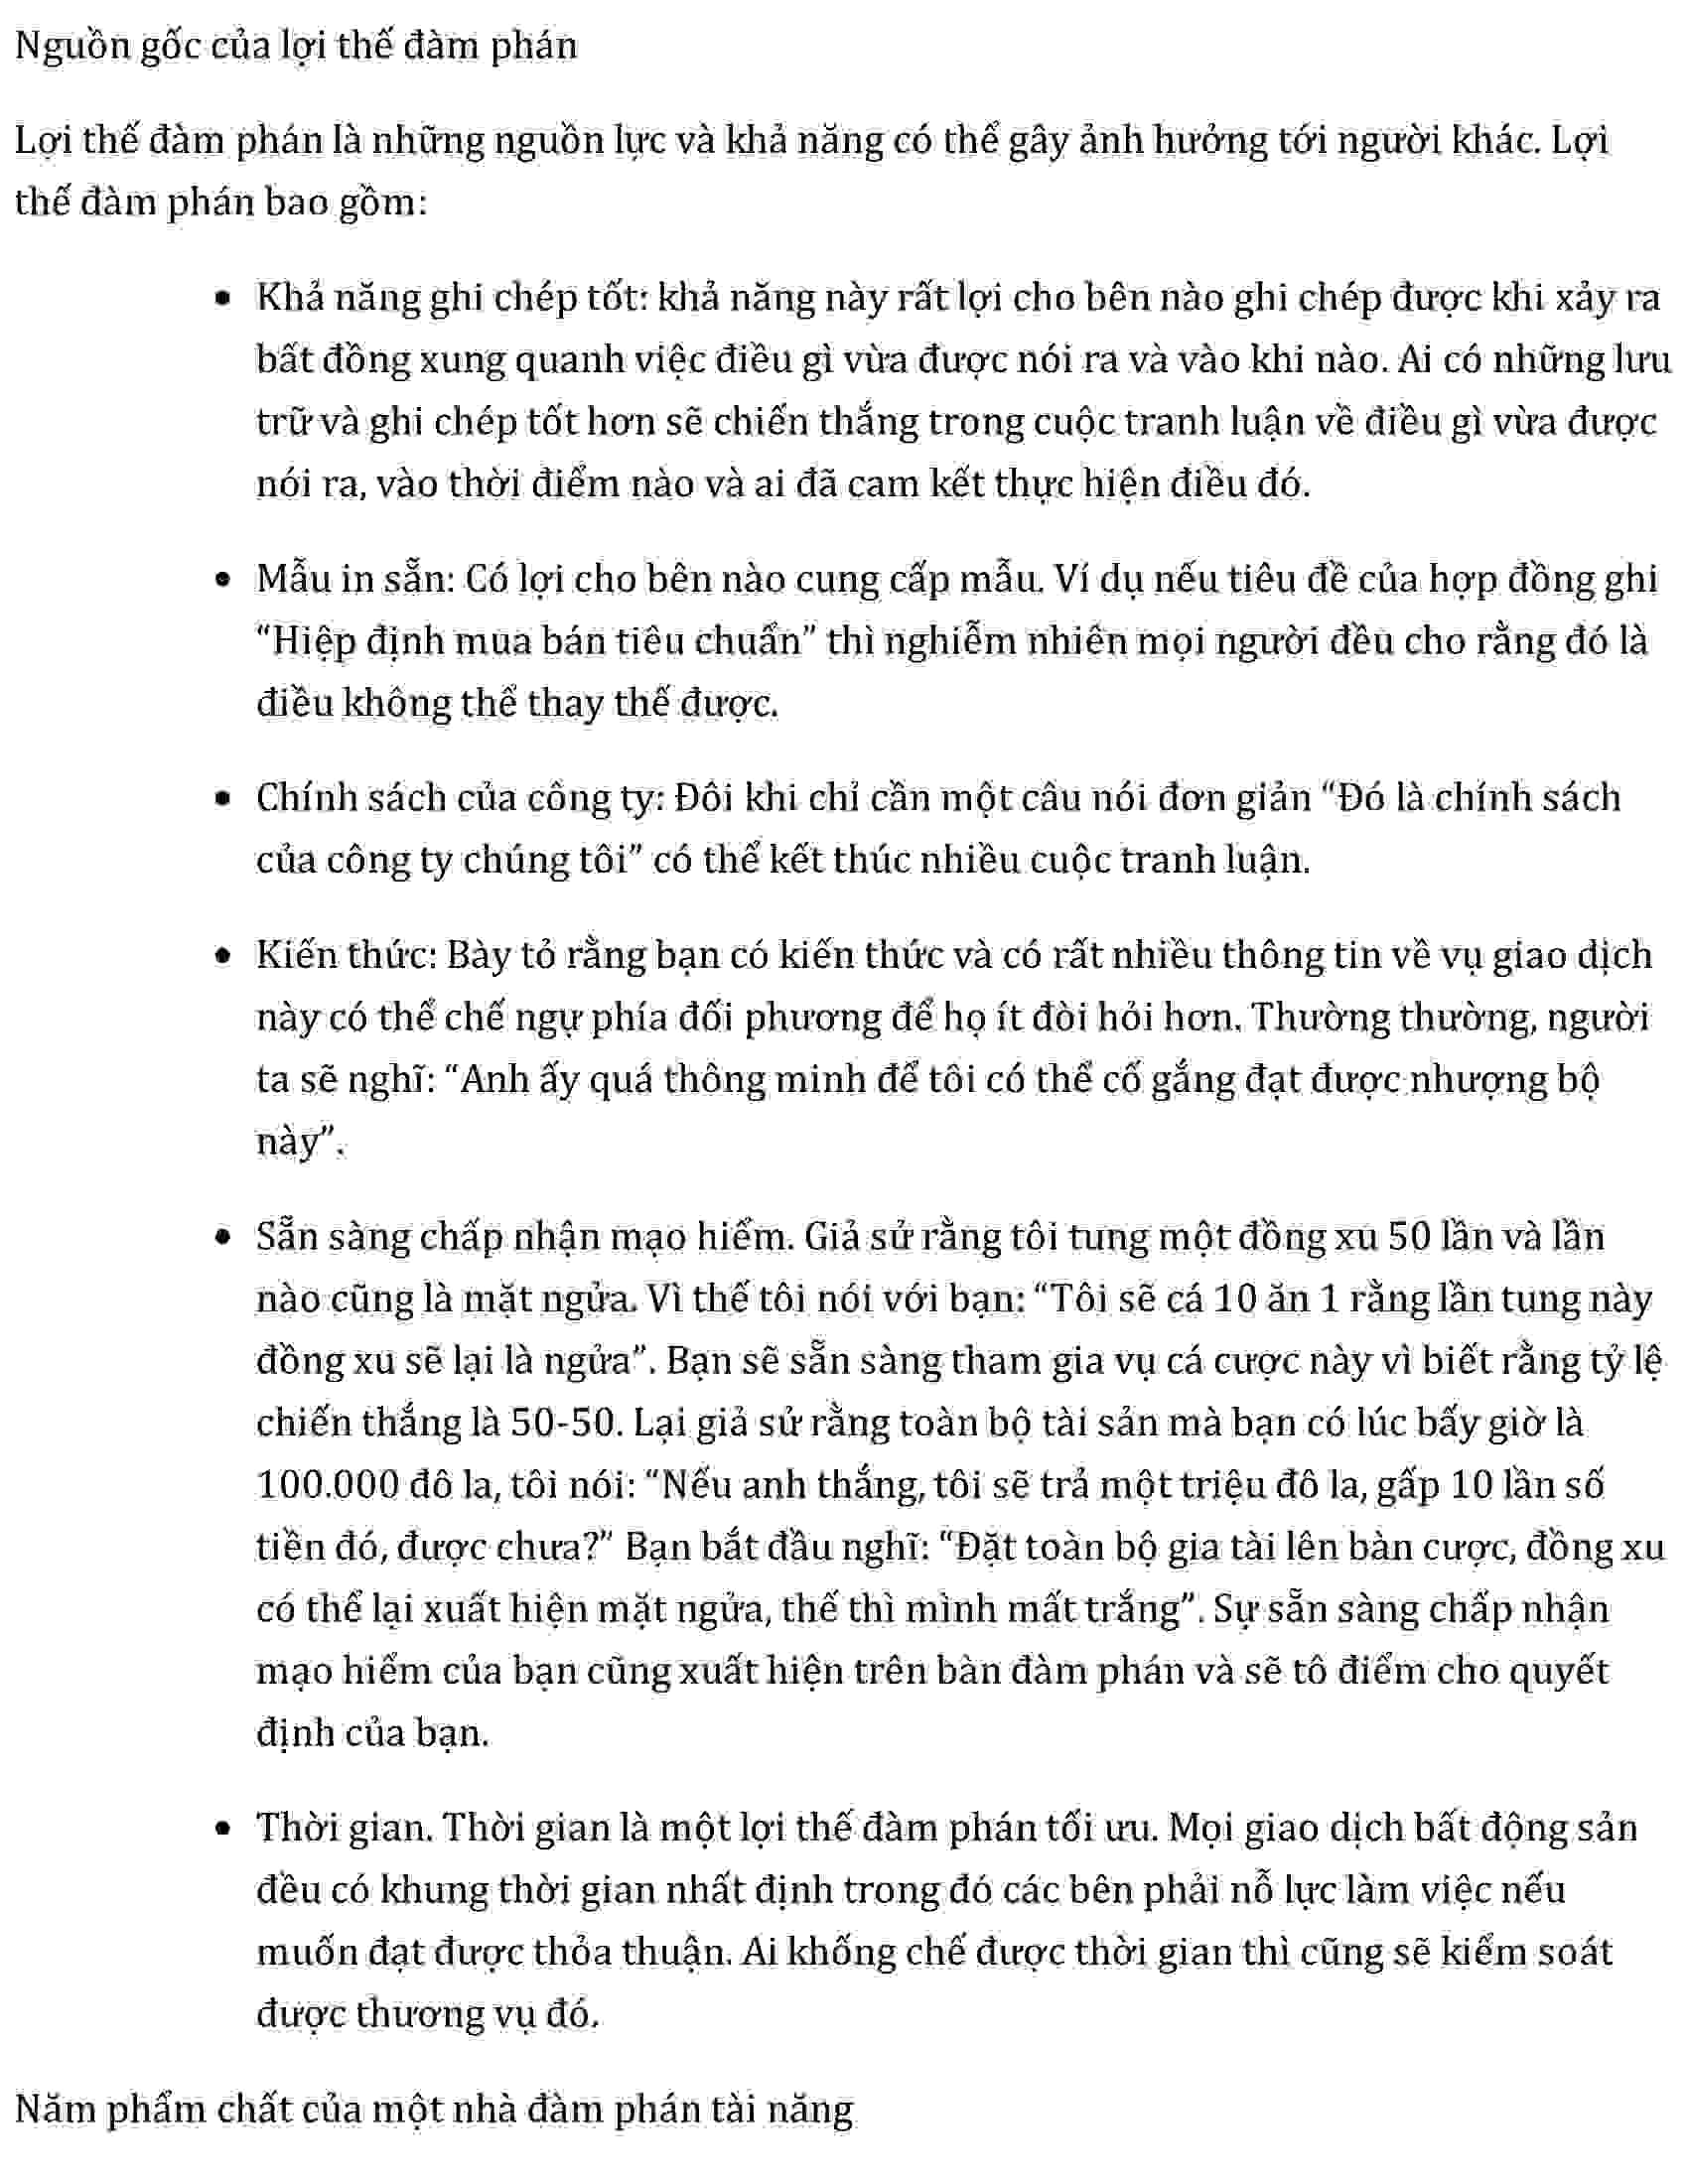 Nguồn gốc của lợi thế đàm phán
Lợi thế đàm phán là những nguồn lực và khả năng có thể gây ảnh hưởng tới người khác. Lợi
thế đàm phán bao gồm:
• Khả năng ghi chép tốt: khả năng này rất lợi cho bên nào ghi chép được khi xảy ra
bất đồng xung quanh việc điều gì vừa được nói ra và vào khi nào. Ai có những lưu
trữ và ghi chép tốt hơn sẽ chiến thắng trong cuộc tranh luận về điều gì vừa được
nói ra, vào thời điểm nào và ai đã cam kết thực hiện điều đó.
• Mẫu in sẵn: Có lợi cho bên nào cung cấp mẫu. Ví dụ nếu tiêu đề của hợp đồng ghi
“Hiệp định mua bán tiêu chuẩn” thì nghiễm nhiên mọi người đều cho rằng đó là
điều không thể thay thế được.
• Chính sách của công ty: Đôi khi chỉ cần một câu nói đơn giản “Đó là chính sách
của công ty chúng tôi” có thể kết thúc nhiều cuộc tranh luận.
• Kiến thức: Bày tỏ rằng bạn có kiến thức và có rất nhiều thông tin về vụ giao dịch
này có thể chế ngự phía đối phương để họ ít đòi hỏi hơn. Thường thường, người
ta sẽ nghĩ: “Anh ấy quá thông minh để tôi có thể cố gắng đạt được nhượng bộ
này”.
• Sẵn sàng chấp nhận mạo hiểm. Giả sử rằng tôi tung một đồng xu 50 lần và lần
nào cũng là mặt ngửa. Vì thế tôi nói với bạn: “Tôi sẽ cá 10 ăn 1 rằng lần tung này
đồng xu sẽ lại là ngửa”. Bạn sẽ sẵn sàng tham gia vụ cá cược này vì biết rằng tỷ lệ
chiến thắng là 50-50. Lại giả sử rằng toàn bộ tài sản mà bạn có lúc bấy giờ là
100.000 đô la, tôi nói: “Nếu anh thắng, tôi sẽ trả một triệu đô la, gấp 10 lần số
tiền đó, được chưa?” Bạn bắt đầu nghĩ: “Đặt toàn bộ gia tài lên bàn cược, đồng xu
có thể lại xuất hiện mặt ngửa, thế thì mình mất trắng”. Sự sẵn sàng chấp nhận
mạo hiểm của bạn cũng xuất hiện trên bàn đàm phán và sẽ tô điểm cho quyết
định của bạn.
• Thời gian. Thời gian là một lợi thế đàm phán tối ưu. Mọi giao dịch bất động sản
đều có khung thời gian nhất định trong đó các bên phải nỗ lực làm việc nếu
muốn đạt được thỏa thuận. Ai khống chế được thời gian thì cũng sẽ kiểm soát
được thương vụ đó.
Năm phẩm chất của một nhà đàm phán tài năng